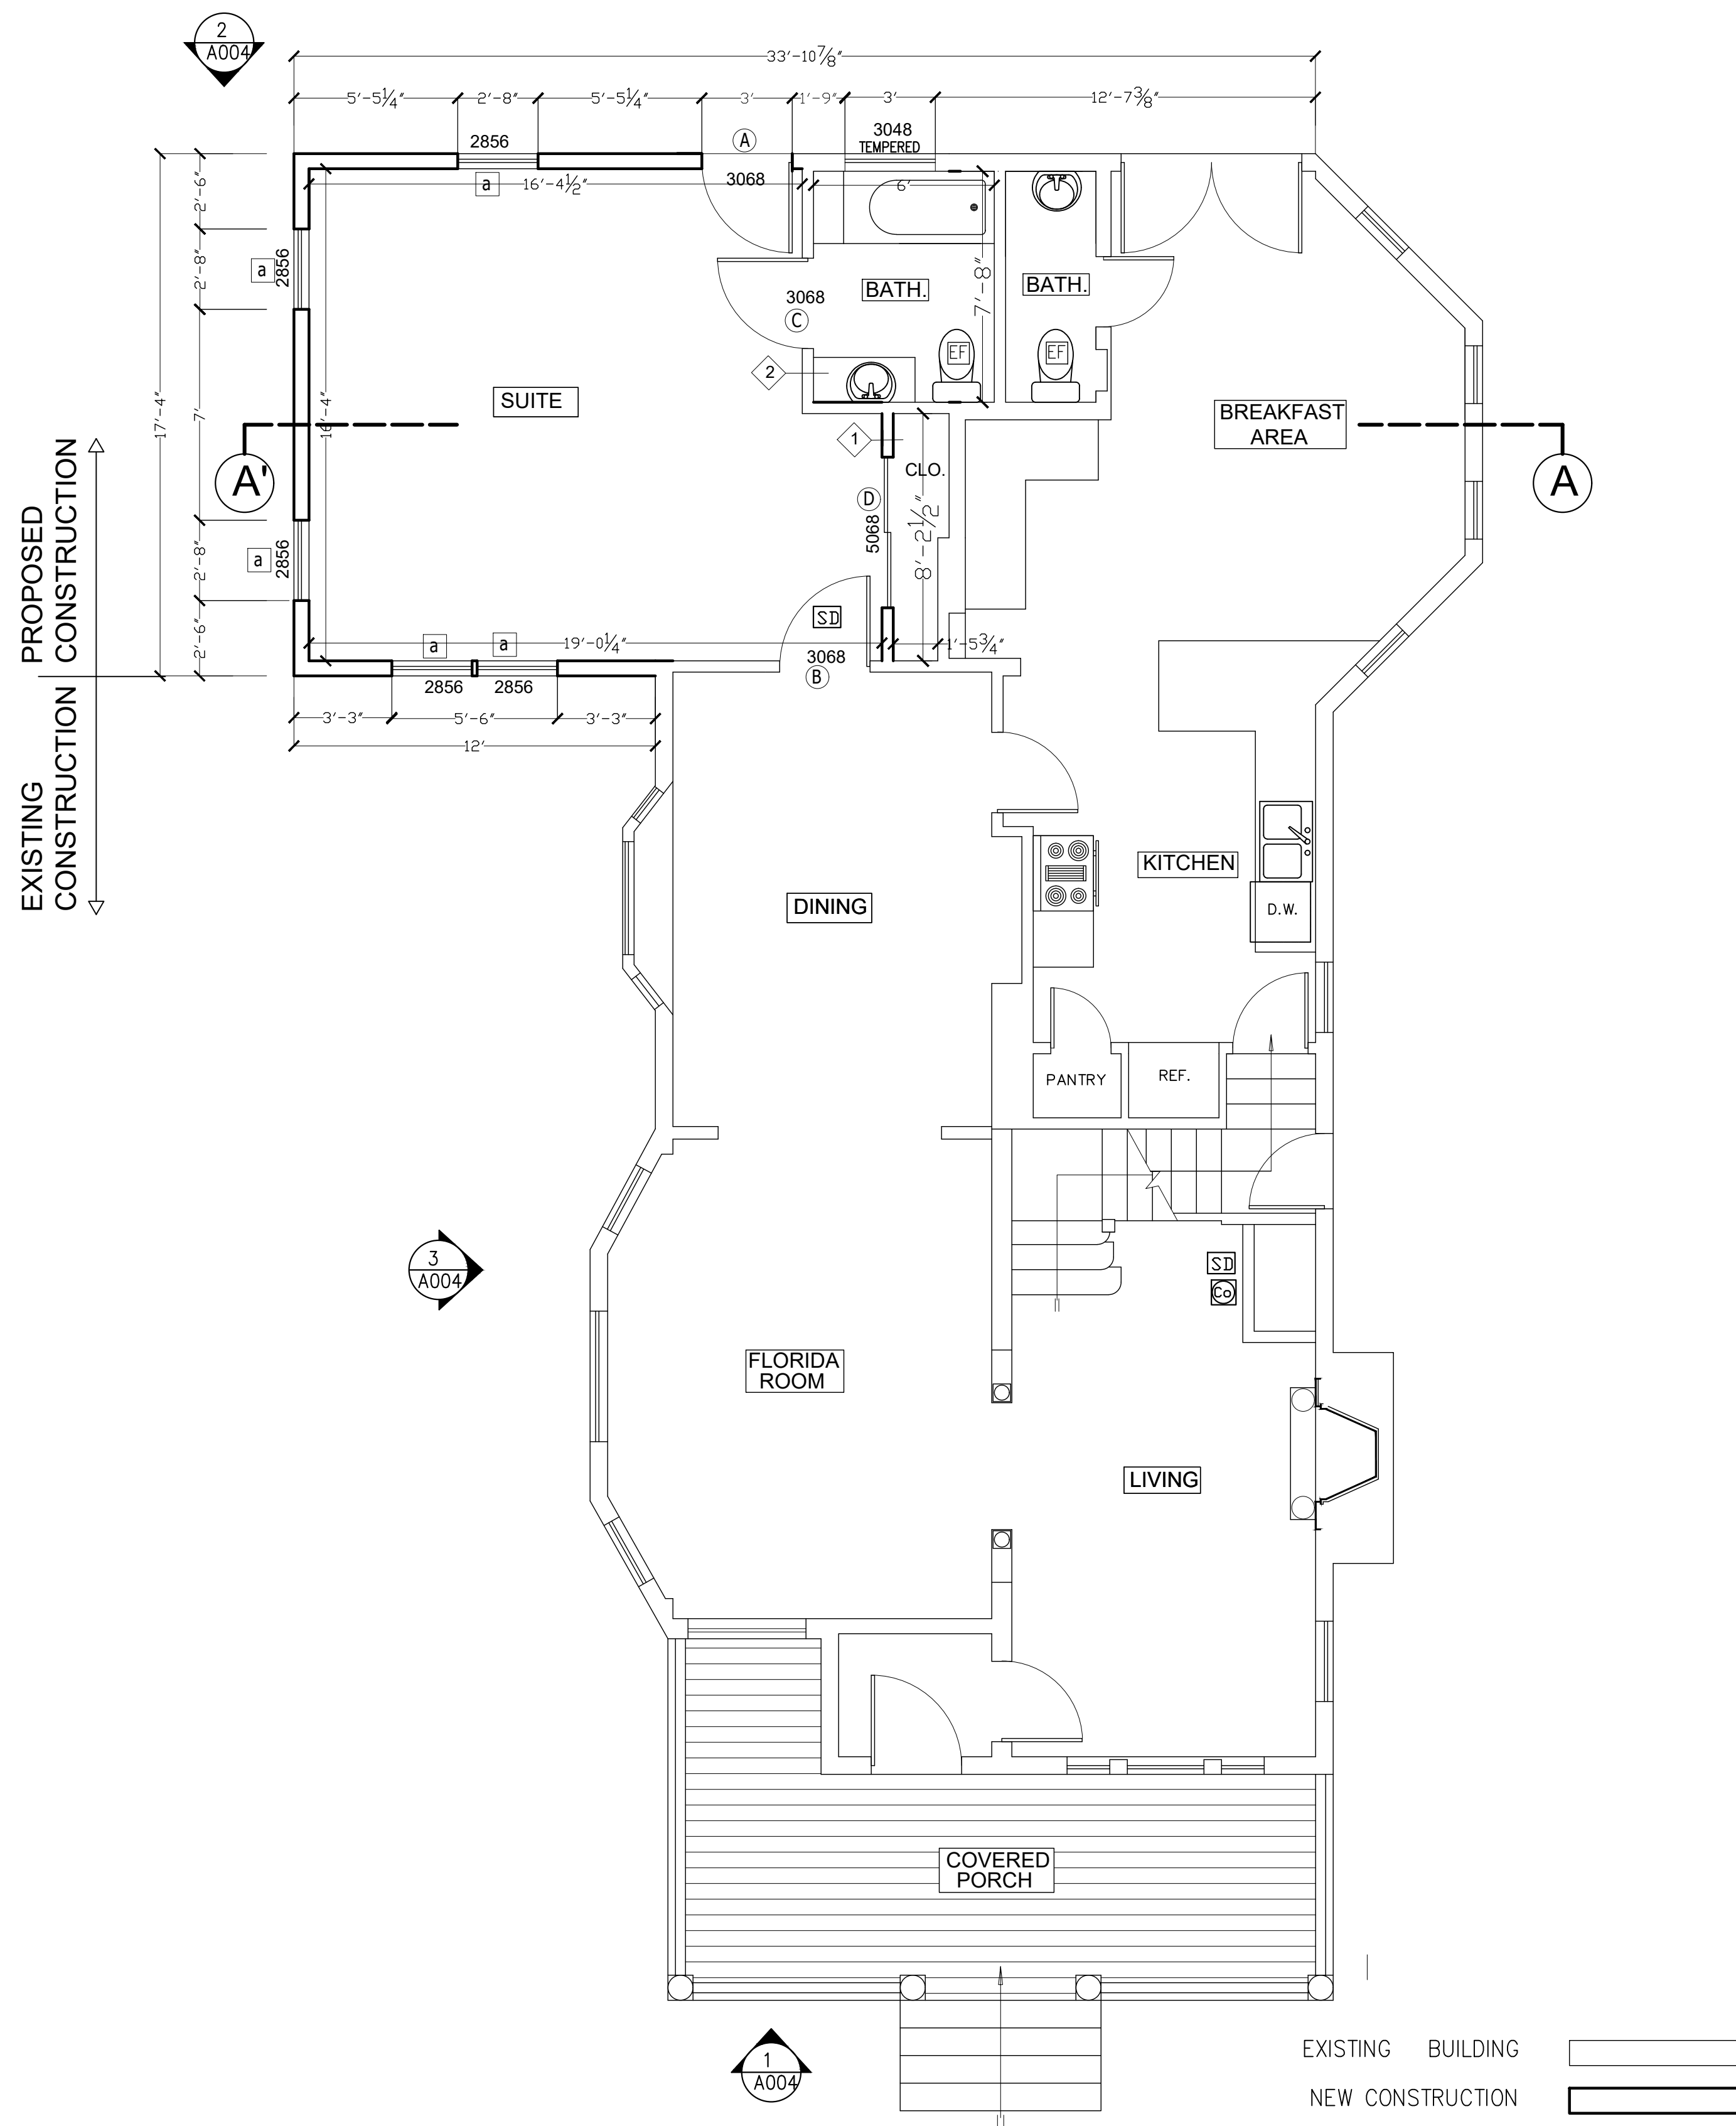 2
A004
33'-10 7/8"
5'-5 1/4"
2'-8"
5'-5 1/4"
3'
1'-9"
3'
12'-7 3/8"
2856
A
3048
TEMPERED
a
16'-4 1/2"
3068
6'
2'-6"
2'-8"
a
2856
7'
17'-4"
16'-4"
2'-8"
a
2856
2'-6"
3068
C
BATH.
7'-8"
BATH.
EF
EF
2
SUITE
BREAKFAST
AREA
A'
A
1
CLO.
D
5068
8'-2 1/2"
PROPOSED
CONSTRUCTION
SD
a
a
19'-0 1/4"
1'-5 3/4"
3068
B
2856
2856
3'-3"
5'-6"
3'-3"
12'
EXISTING
CONSTRUCTION
KITCHEN
DINING
D.W.
PANTRY
REF.
3
A004
SD
Co
FLORIDA
ROOM
LIVING
COVERED
PORCH
1
A004
EXISTING BUILDING
NEW CONSTRUCTION